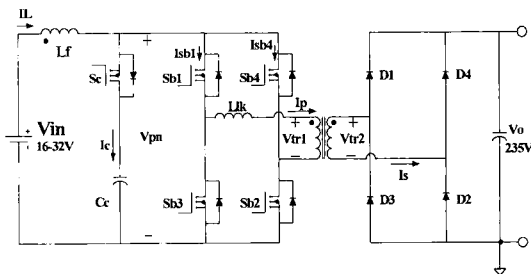 IL
Lf
Sc
Isb1
Isb4
Sb1
Sb4
D1
D4
Llk
Ip
Vin
16-32V
Ic
Vpn
Vtr1
Vtr2
Vo
235V
Is
Cc
Sb3
Sb2
D3
D2